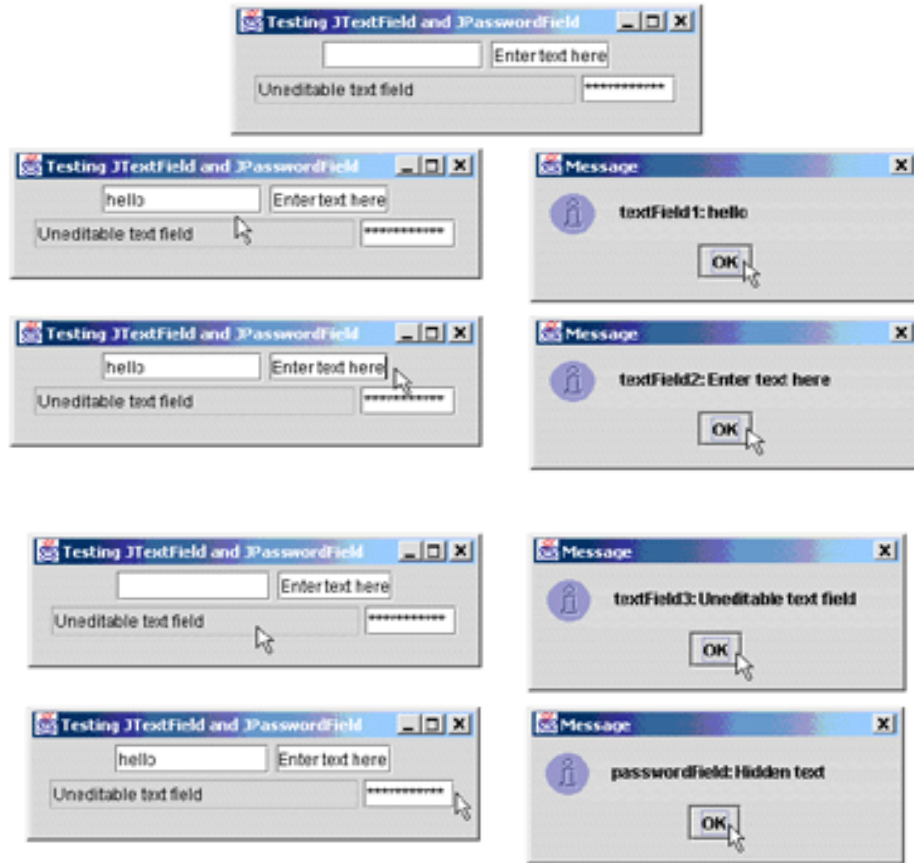 Testing JTextField and JPasswordField
Enter text here
Uneditable text field ***********
Testing JTextField and JPasswordField
hello Enter text here
Uneditable text field ***********
Message
textField1: hello
OK
Testing JTextField and JPasswordField
hello Enter text here
Uneditable text field ***********
Message
textField2: Enter text here
OK
Testing JTextField and JPasswordField
Enter text here
Uneditable text field ***********
Message
textField3: Uneditable text field
OK
Testing JTextField and JPasswordField
hello Enter text here
Uneditable text field ***********
Message
passwordField: Hidden text
OK